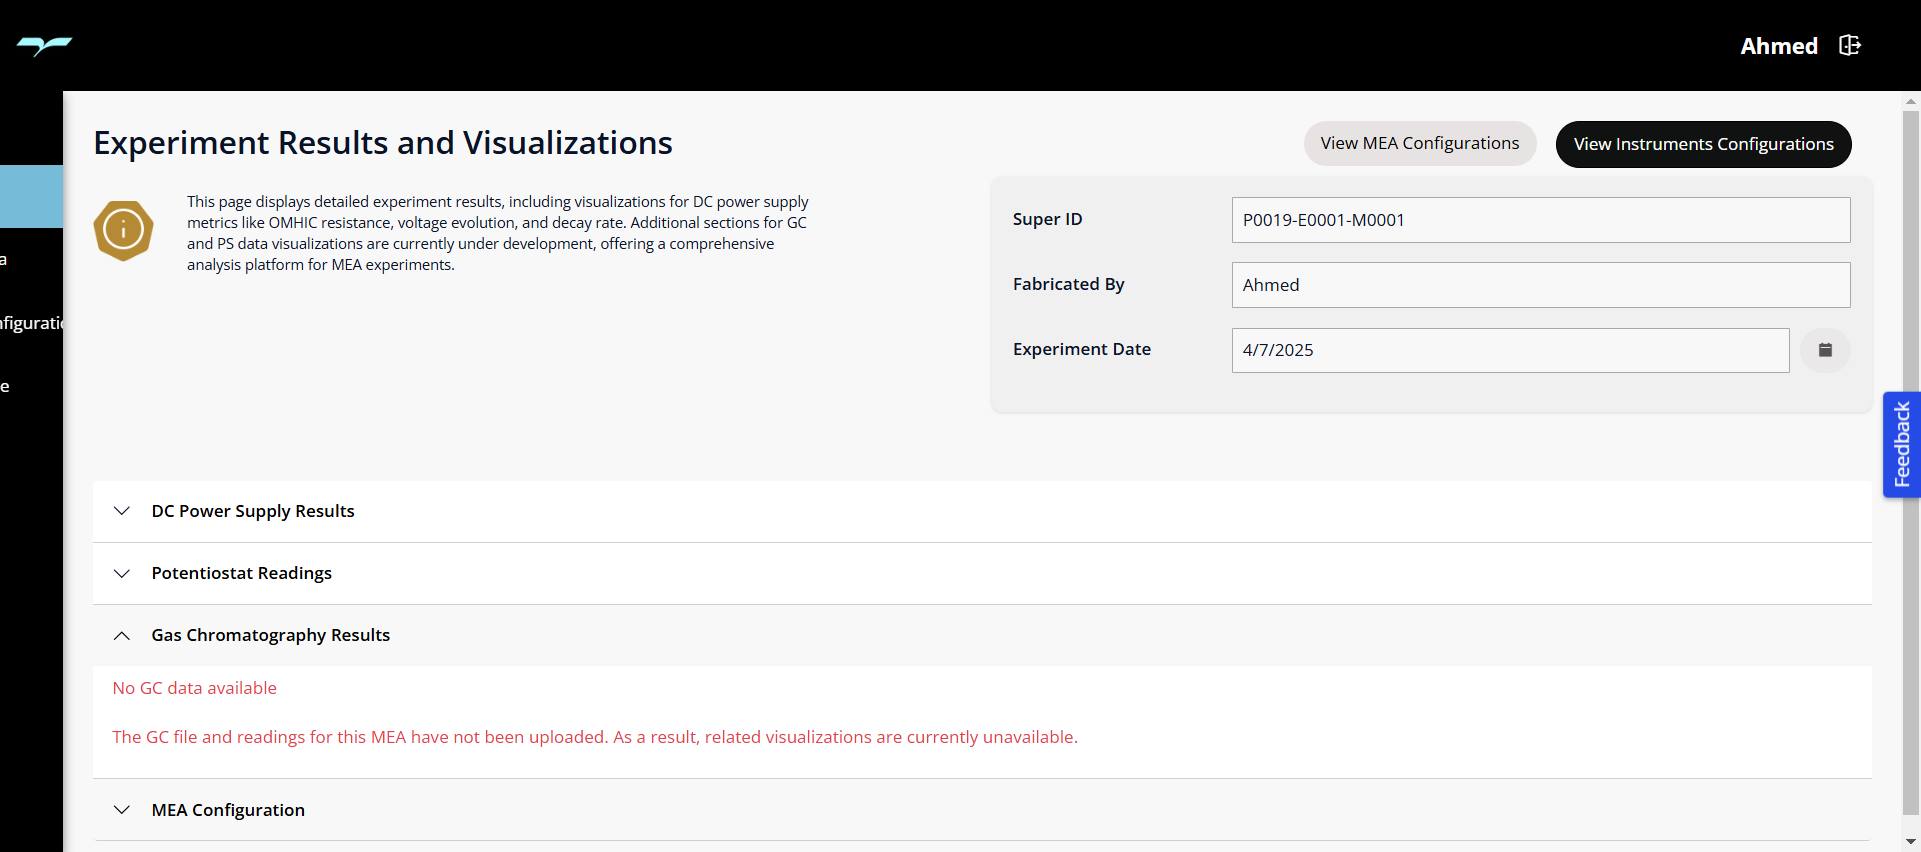 Ahmed
Experiment Results and Visualizations
View MEA Configurations
View Instruments Configurations
This page displays detailed experiment results, including visualizations for DC power supply
metrics like OMHIC resistance, voltage evolution, and decay rate. Additional sections for GC
and PS data visualizations are currently under development, offering a comprehensive
analysis platform for MEA experiments.
Super ID
P0019-E0001-M0001
Fabricated By
Ahmed
Experiment Date
4/7/2025
a
nfiguratio
e
Feedback
DC Power Supply Results
Potentiostat Readings
Gas Chromatography Results
No GC data available
The GC file and readings for this MEA have not been uploaded. As a result, related visualizations are currently unavailable.
MEA Configuration